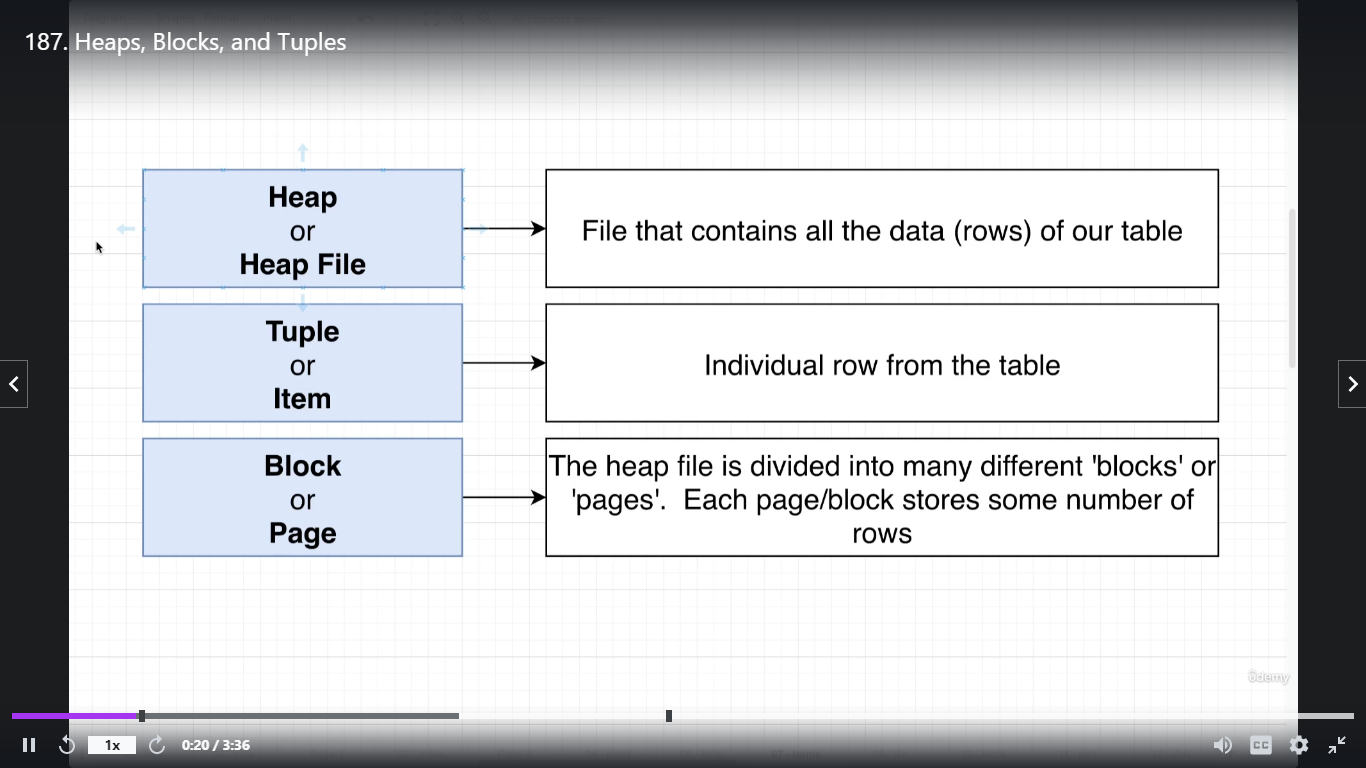 187. Heaps, Blocks, and Tuples
Heap
or
Heap File
File that contains all the data (rows) of our table
Tuple
or
Item
Individual row from the table
Block
or
Page
The heap file is divided into many different 'blocks' or
'pages'. Each page/block stores some number of
rows
ûdemy
1x
0:20 / 3:36
CC